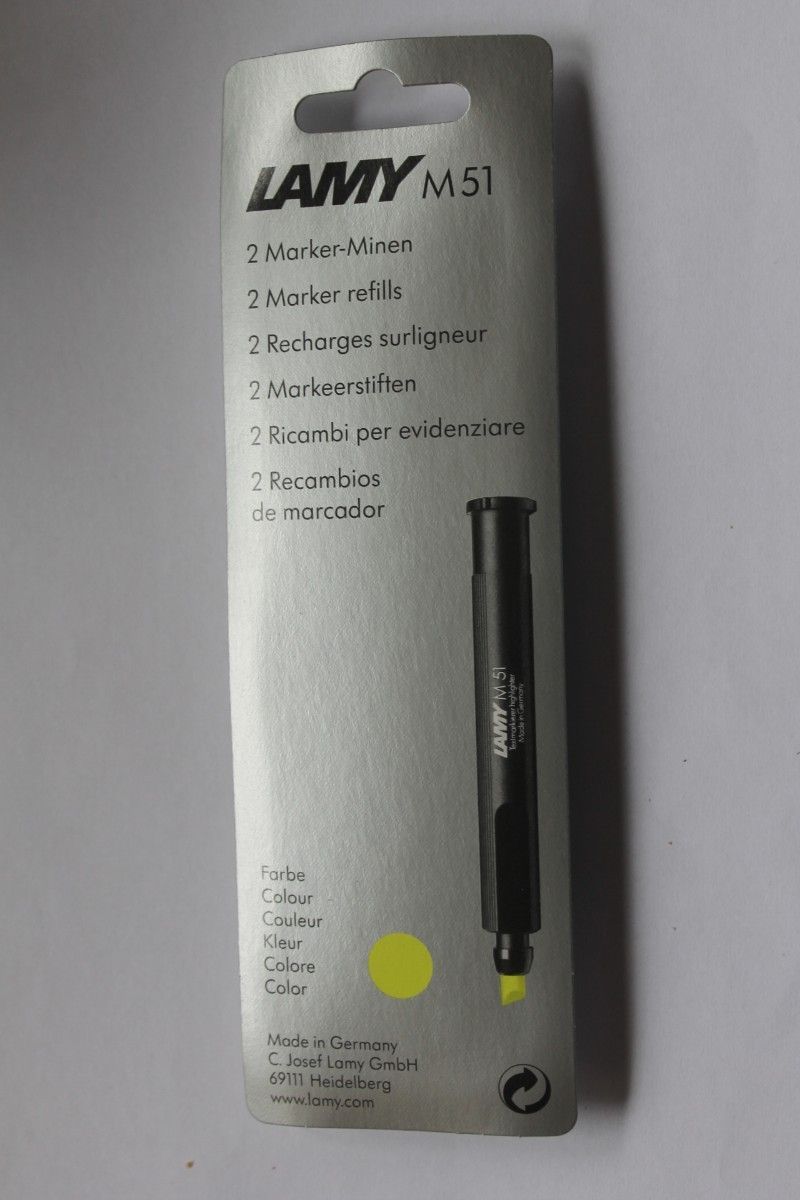 LAMY M 51
2 Marker-Minen
2 Marker refills
2 Recharges surligneur
2 Markeerstiften
2 Ricambi per evidenziare
2 Recambios
de marcador
LAMY M 51
Textmarker/highlighter
Made in Germany
Farbe
Colour
Couleur
Kleur
Colore
Color
Made in Germany
C. Josef Lamy GmbH
69111 Heidelberg
www.lamy.com